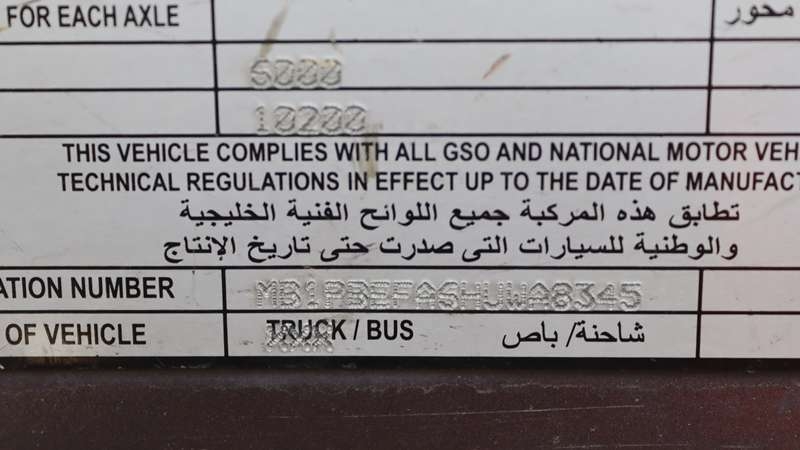 FOR EACH AXLE محور
6000
10200
THIS VEHICLE COMPLIES WITH ALL GSO AND NATIONAL MOTOR VEH
TECHNICAL REGULATIONS IN EFFECT UP TO THE DATE OF MANUFACT
تطابق هذه المركبة جميع اللوائح الفنية الخليجية
والوطنية للسيارات التى صدرت حتى تاريخ الإنتاج
ATION NUMBER MB1PBEFA6HUWA8345
OF VEHICLE TRUCK / BUS شاحنة/ باص